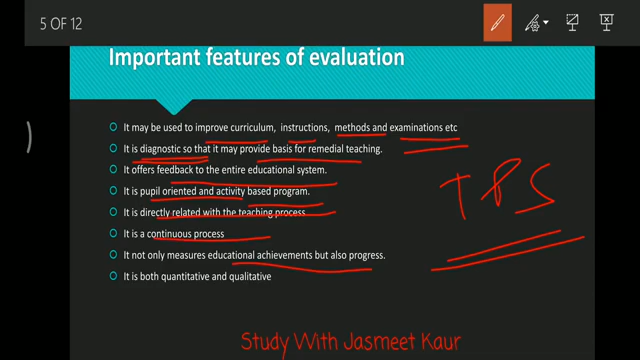 5 OF 12
Important features of evaluation
It may be used to improve curriculum, instructions, methods and examinations etc
It is diagnostic so that it may provide basis for remedial teaching.
It offers feedback to the entire educational system.
It is pupil oriented and activity based program.
It is directly related with the teaching process
It is a continuous process
It not only measures educational achievements but also progress.
It is both quantitative and qualitative
TPS
Study With Jasmeet Kaur